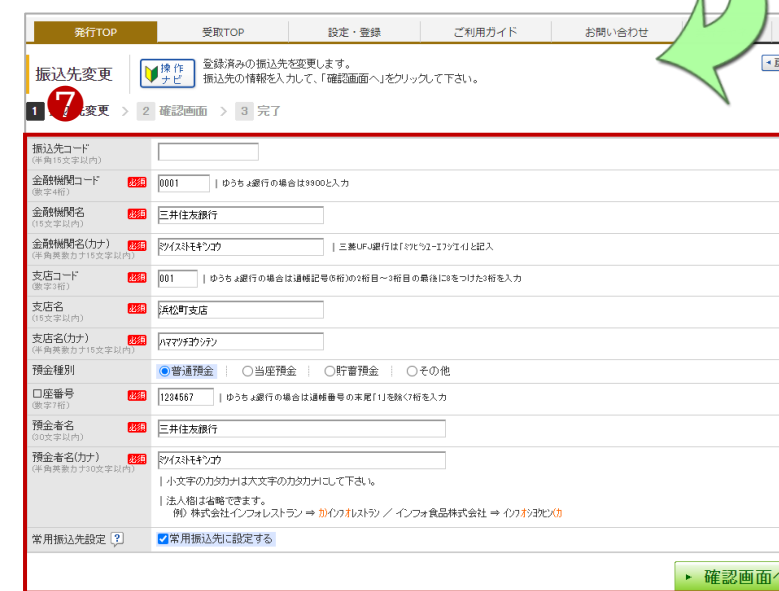 発行TOP 受取TOP 設定・登録 ご利用ガイド お問い合わせ
振込先変更 操作ナビ 登録済みの振込先を変更します。
振込先の情報を入力して、「確認画面へ」をクリックして下さい。
1 先変更 > 2 確認画面 > 3 完了
7
振込先コード
(半角15文字以内)
金融機関コード 必須 0001 | ゆうちょ銀行の場合は9900と入力
(数字4桁)
金融機関名 必須 三井住友銀行
(15文字以内)
金融機関名(カナ) 必須 ﾐﾂｲｽﾐﾄﾓｷﾞﾝｺｳ | 三菱UFJ銀行は「ﾐﾂﾋﾞｼﾕｰｴﾌｼﾞｴｲ」と記入
(半角英数カナ15文字以内)
支店コード 必須 001 | ゆうちょ銀行の場合は通帳記号(5桁)の2桁目～3桁目の最後に8をつけた3桁を入力
(数字3桁)
支店名 必須 浜松町支店
(15文字以内)
支店名(カナ) 必須 ﾊﾏﾏﾂﾁﾖｳｼﾃﾝ
(半角英数カナ15文字以内)
預金種別 普通預金 | 当座預金 | 貯蓄預金 | その他
口座番号 必須 1234567 | ゆうちょ銀行の場合は通帳番号の末尾「1」を除く7桁を入力
(数字7桁)
預金者名 必須 三井住友銀行
(30文字以内)
預金者名(カナ) 必須 ﾐﾂｲｽﾐﾄﾓｷﾞﾝｺｳ
(半角英数カナ30文字以内)
| 小文字のカタカナは大文字のカタカナにして下さい。
| 法人格は省略できます。
例) 株式会社インフォレストラン ⇒ ｶ)ｲﾝﾌｵﾚｽﾄﾗﾝ ／ インフォ食品株式会社 ⇒ ｲﾝﾌｵｼﾖｸﾋﾝ(ｶ
常用振込先設定 ? 常用振込先に設定する
確認画面へ